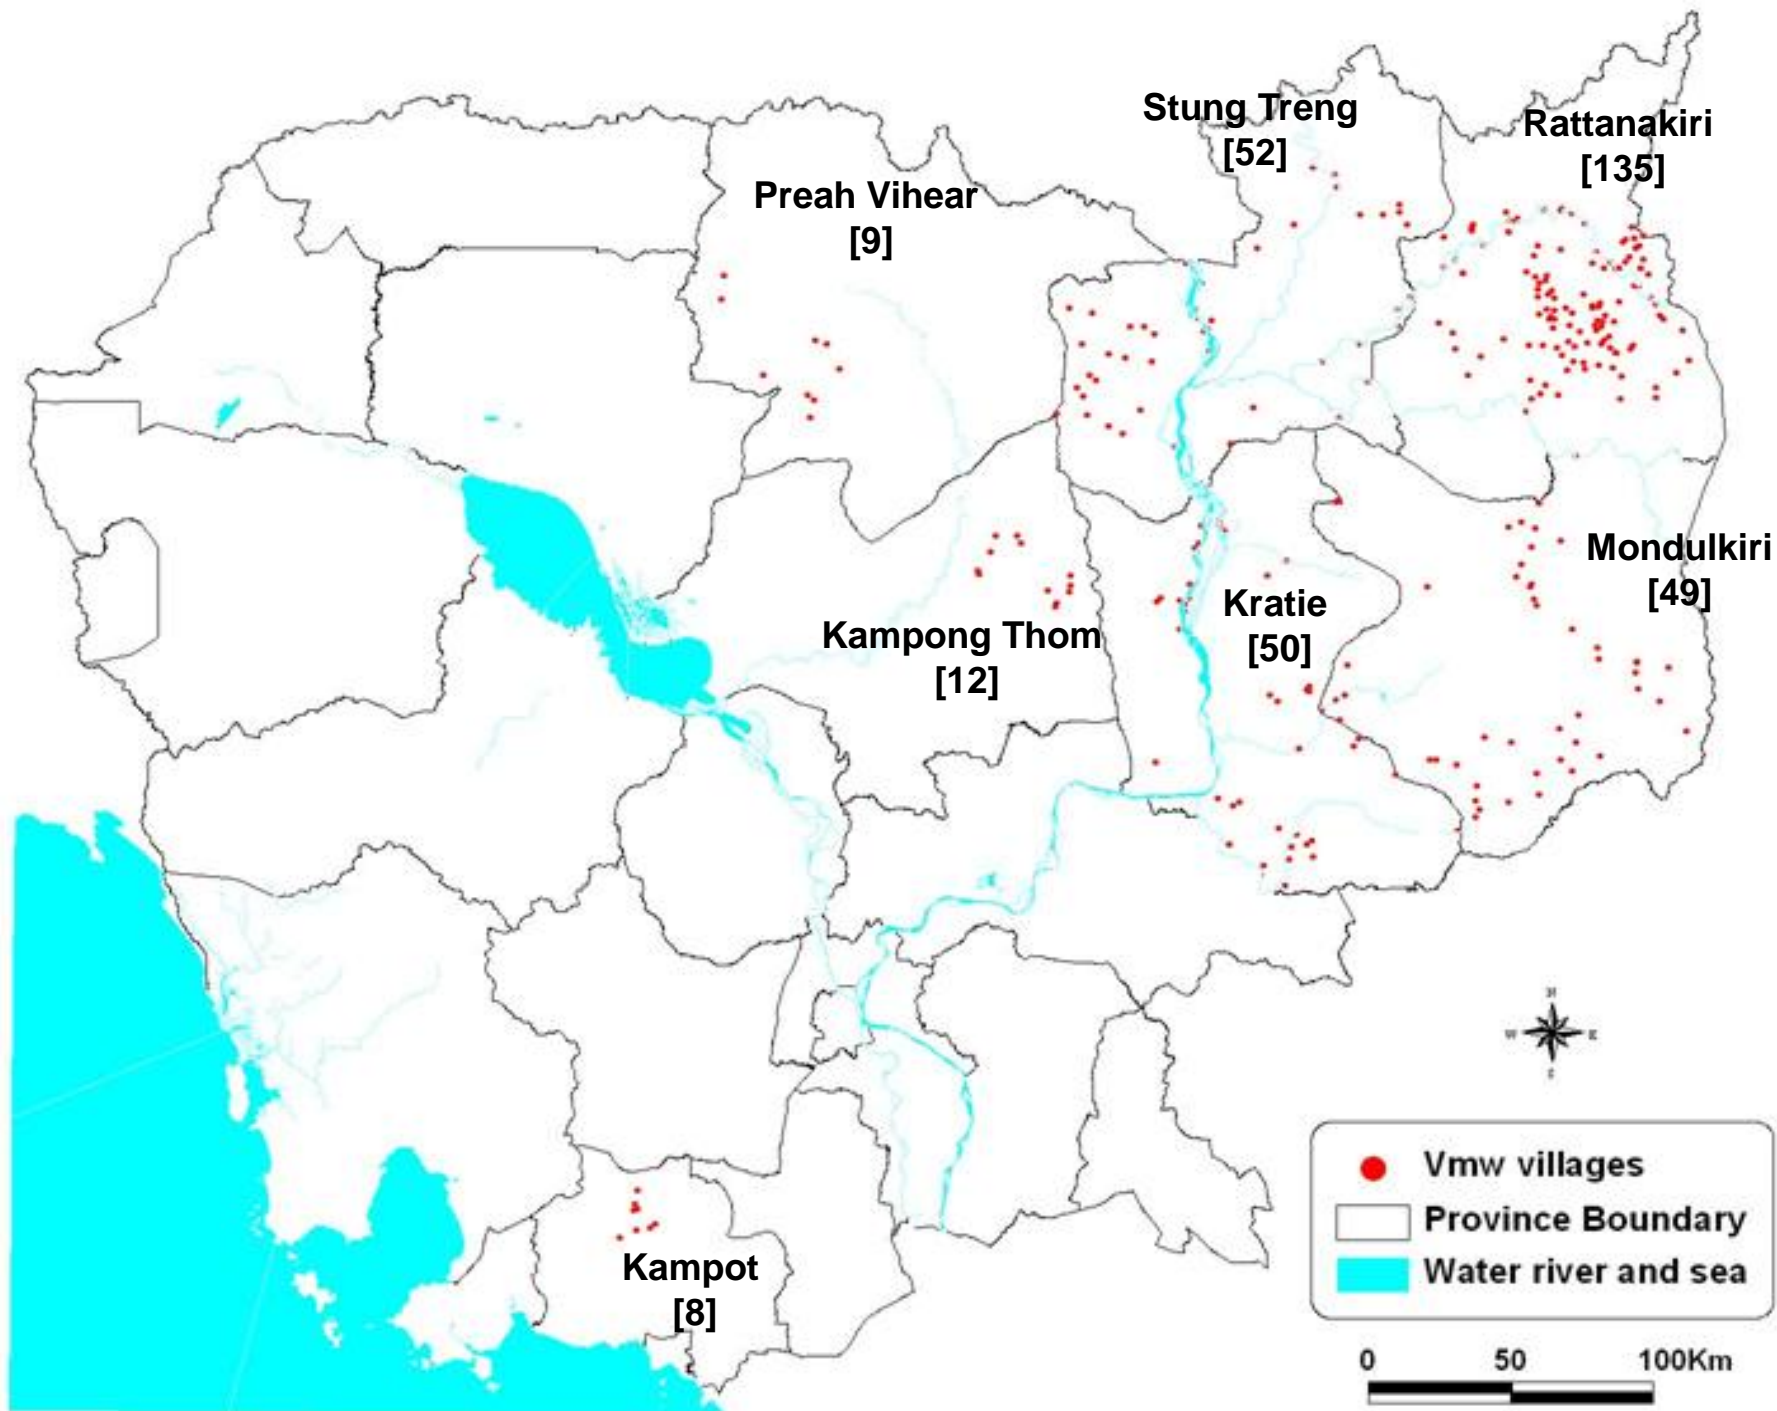 Stung Treng
[52]
Rattanakiri
[135]
Preah Vihear
[9]
Mondulkiri
[49]
Kratie
[50]
Kampong Thom
[12]
N
W E
S
Vmw villages
Province Boundary
Water river and sea
Kampot
[8]
0 50 100Km